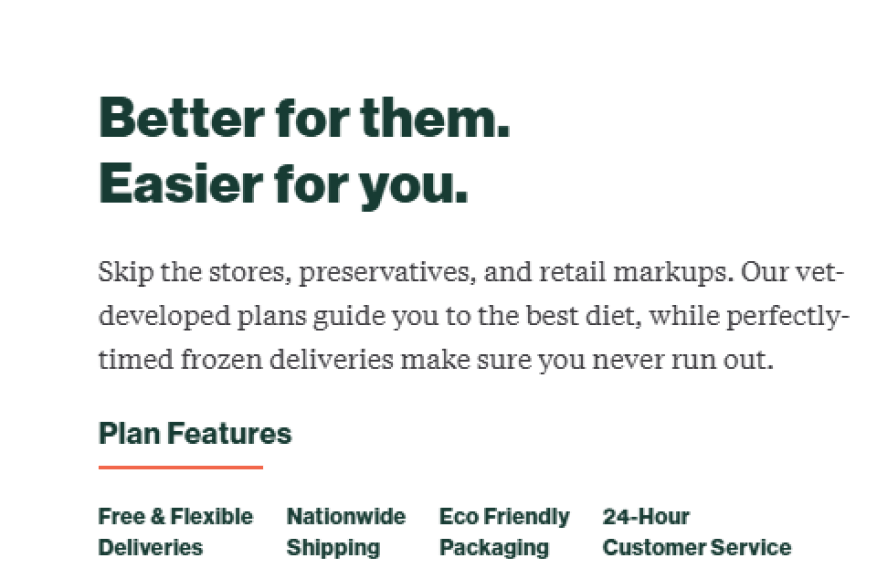 Better for them.
Easier for you.
Skip the stores, preservatives, and retail markups. Our vet-
developed plans guide you to the best diet, while perfectly-
timed frozen deliveries make sure you never run out.
Plan Features
Free & Flexible Nationwide Eco Friendly 24-Hour
Deliveries Shipping Packaging Customer Service